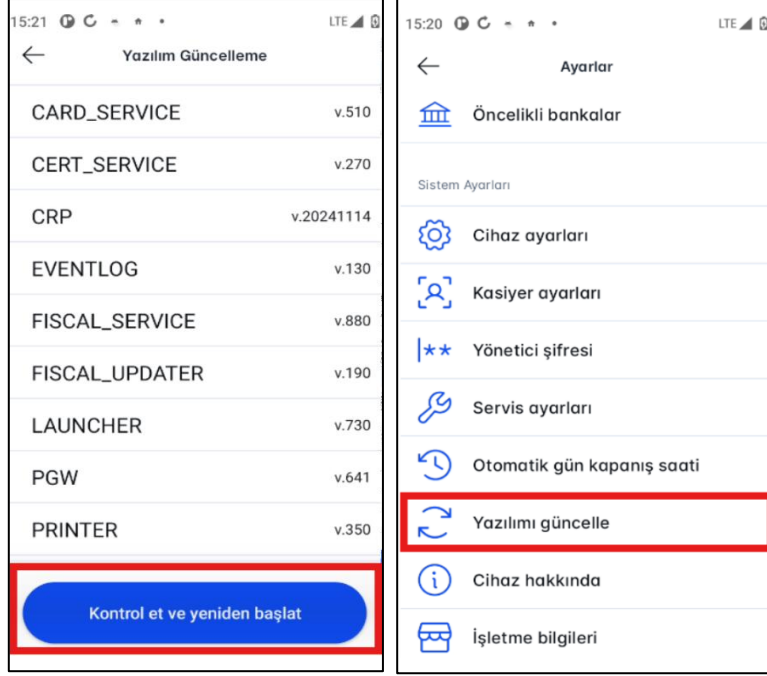 15:21
LTE
Yazılım Güncelleme
CARD_SERVICE v.510
CERT_SERVICE v.270
CRP v.20241114
EVENTLOG v.130
FISCAL_SERVICE v.880
FISCAL_UPDATER v.190
LAUNCHER v.730
PGW v.641
PRINTER v.350
Kontrol et ve yeniden başlat
15:20
LTE
Ayarlar
Öncelikli bankalar
Sistem Ayarları
Cihaz ayarları
Kasiyer ayarları
Yönetici şifresi
Servis ayarları
Otomatik gün kapanış saati
Yazılımı güncelle
Cihaz hakkında
İşletme bilgileri